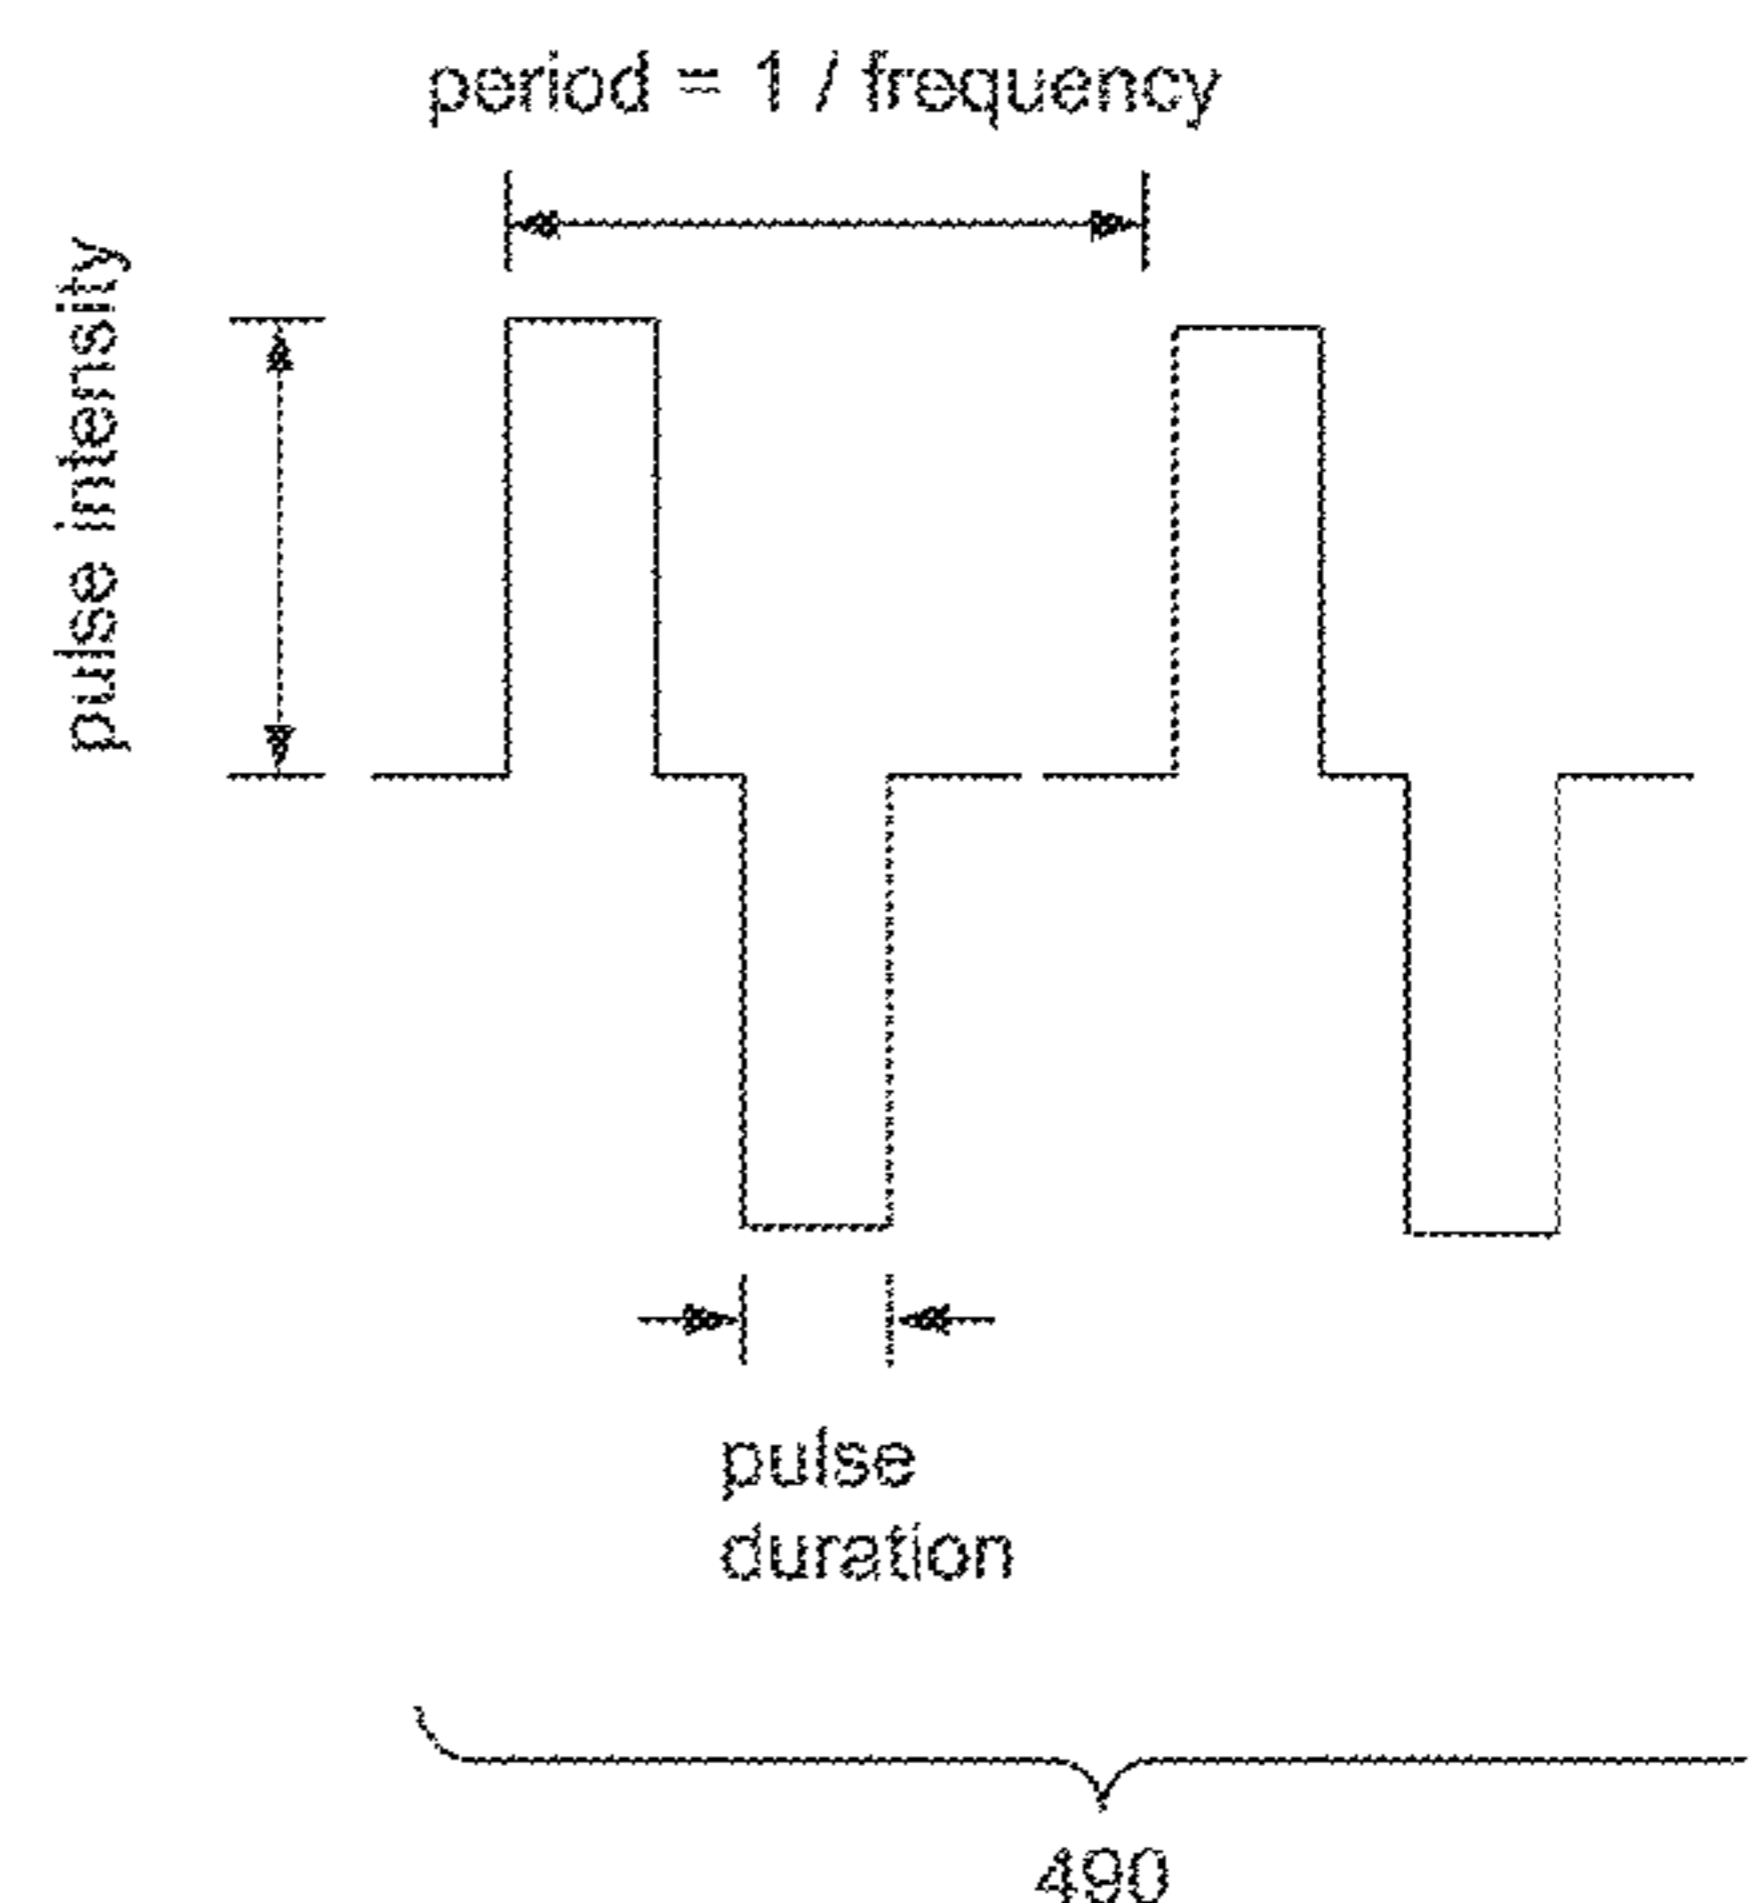 period = 1 / frequency
pulse intensity
pulse
duration
490